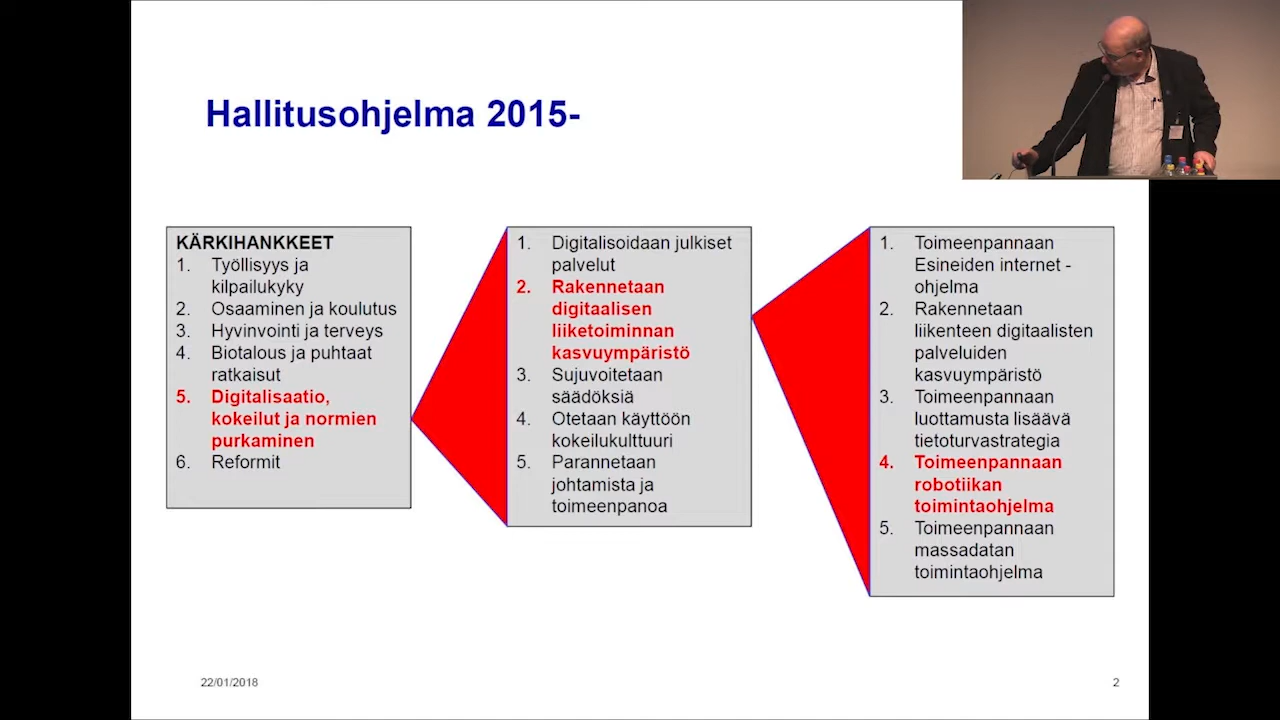 Hallitusohjelma 2015-
KÄRKIHANKKEET
1. Työllisyys ja
kilpailukyky
2. Osaaminen ja koulutus
3. Hyvinvointi ja terveys
4. Biotalous ja puhtaat
ratkaisut
5. Digitalisaatio,
kokeilut ja normien
purkaminen
6. Reformit
1. Digitalisoidaan julkiset
palvelut
2. Rakennetaan
digitaalisen
liiketoiminnan
kasvuympäristö
3. Sujuvoitetaan
säädöksiä
4. Otetaan käyttöön
kokeilukulttuuri
5. Parannetaan
johtamista ja
toimeenpanoa
1. Toimeenpannaan
Esineiden internet -
ohjelma
2. Rakennetaan
liikenteen digitaalisten
palveluiden
kasvuympäristö
3. Toimeenpannaan
luottamusta lisäävä
tietoturvastrategia
4. Toimeenpannaan
robotiikan
toimintaohjelma
5. Toimeenpannaan
massadatan
toimintaohjelma
22/01/2018
2